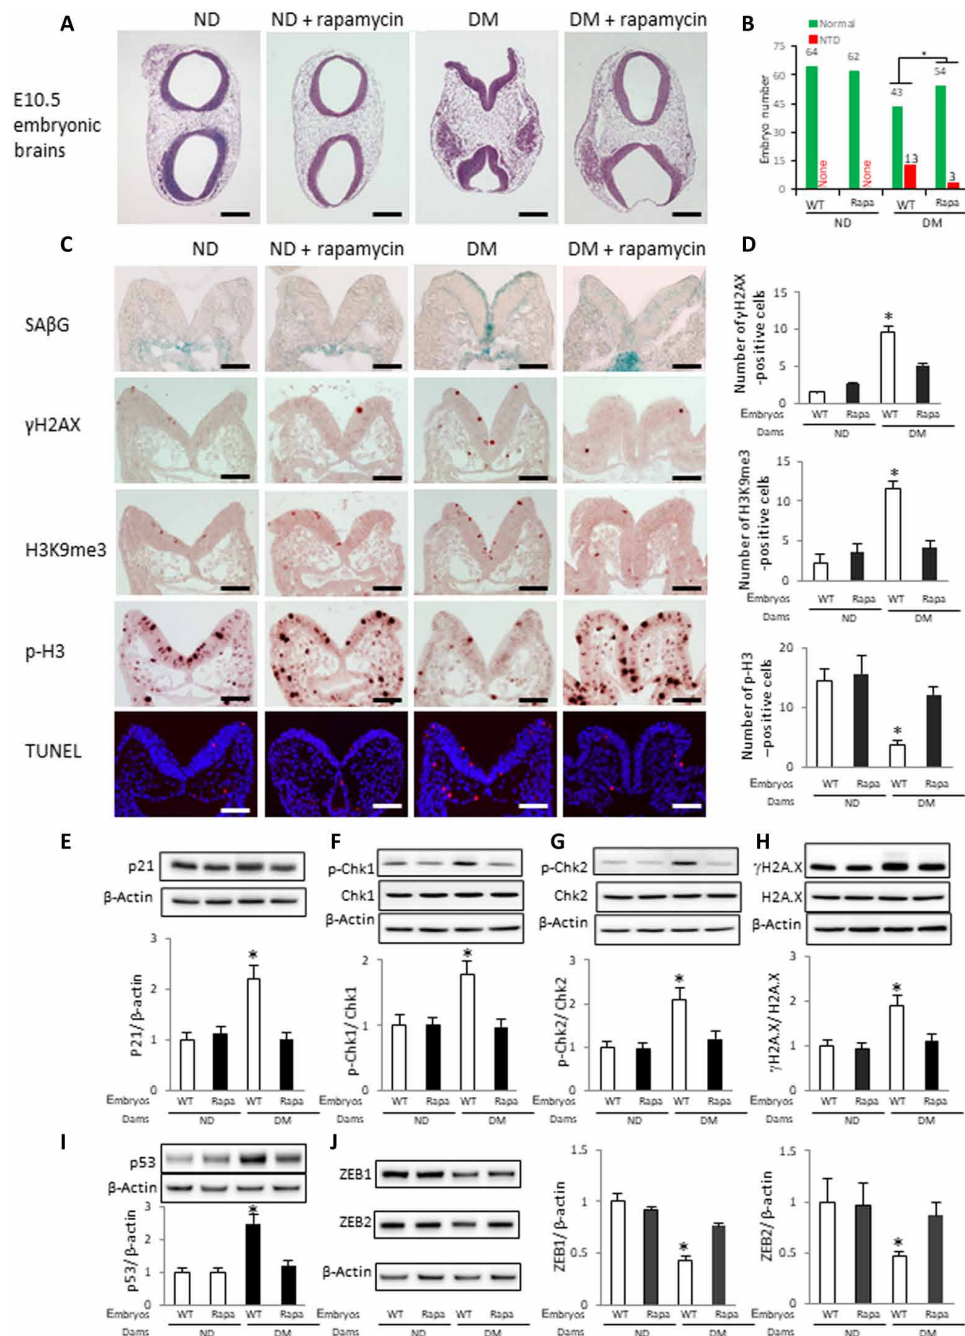 A
ND
ND + rapamycin
DM
DM + rapamycin
E10.5
embryonic
brains
B
Normal
NTD
Embryo number
75
60
45
30
15
0
64
None
62
None
43
13
54
3
*
WT
Rapa
WT
Rapa
ND
DM
C
ND
ND + rapamycin
DM
DM + rapamycin
SAβG
γH2AX
H3K9me3
p-H3
TUNEL
D
Number of γH2AX
-positive cells
15
10
5
0
*
Embryos
WT
Rapa
WT
Rapa
Dams
ND
DM
Number of H3K9me3
-positive cells
15
10
5
0
*
Embryos
WT
Rapa
WT
Rapa
Dams
ND
DM
Number of p-H3
–positive cells
20
10
0
*
Embryos
WT
Rapa
WT
Rapa
Dams
ND
DM
E
p21
β-Actin
P21/ β-actin
3
2
1
0
*
Embryos
WT
Rapa
WT
Rapa
Dams
ND
DM
F
p-Chk1
Chk1
β-Actin
p-Chk1/ Chk1
2
1
0
*
WT
Rapa
WT
Rapa
ND
DM
G
p-Chk2
Chk2
β-Actin
p-Chk2/ Chk2
3
2
1
0
*
Embryos
WT
Rapa
WT
Rapa
Dams
ND
DM
H
γH2A.X
H2A.X
β-Actin
γH2A.X/ H2A.X
3
2
1
0
*
Embryos
WT
Rapa
WT
Rapa
Dams
ND
DM
I
p53
β-Actin
p53/ β-actin
3
2
1
0
*
Embryos
WT
Rapa
WT
Rapa
Dams
ND
DM
J
ZEB1
ZEB2
β-Actin
WT
Rapa
WT
Rapa
ND
DM
ZEB1/ β-actin
1.5
1
0.5
0
*
Embryos
WT
Rapa
WT
Rapa
Dams
ND
DM
ZEB2/ β-actin
1.5
1
0.5
0
*
Embryos
WT
Rapa
WT
Rapa
Dams
ND
DM